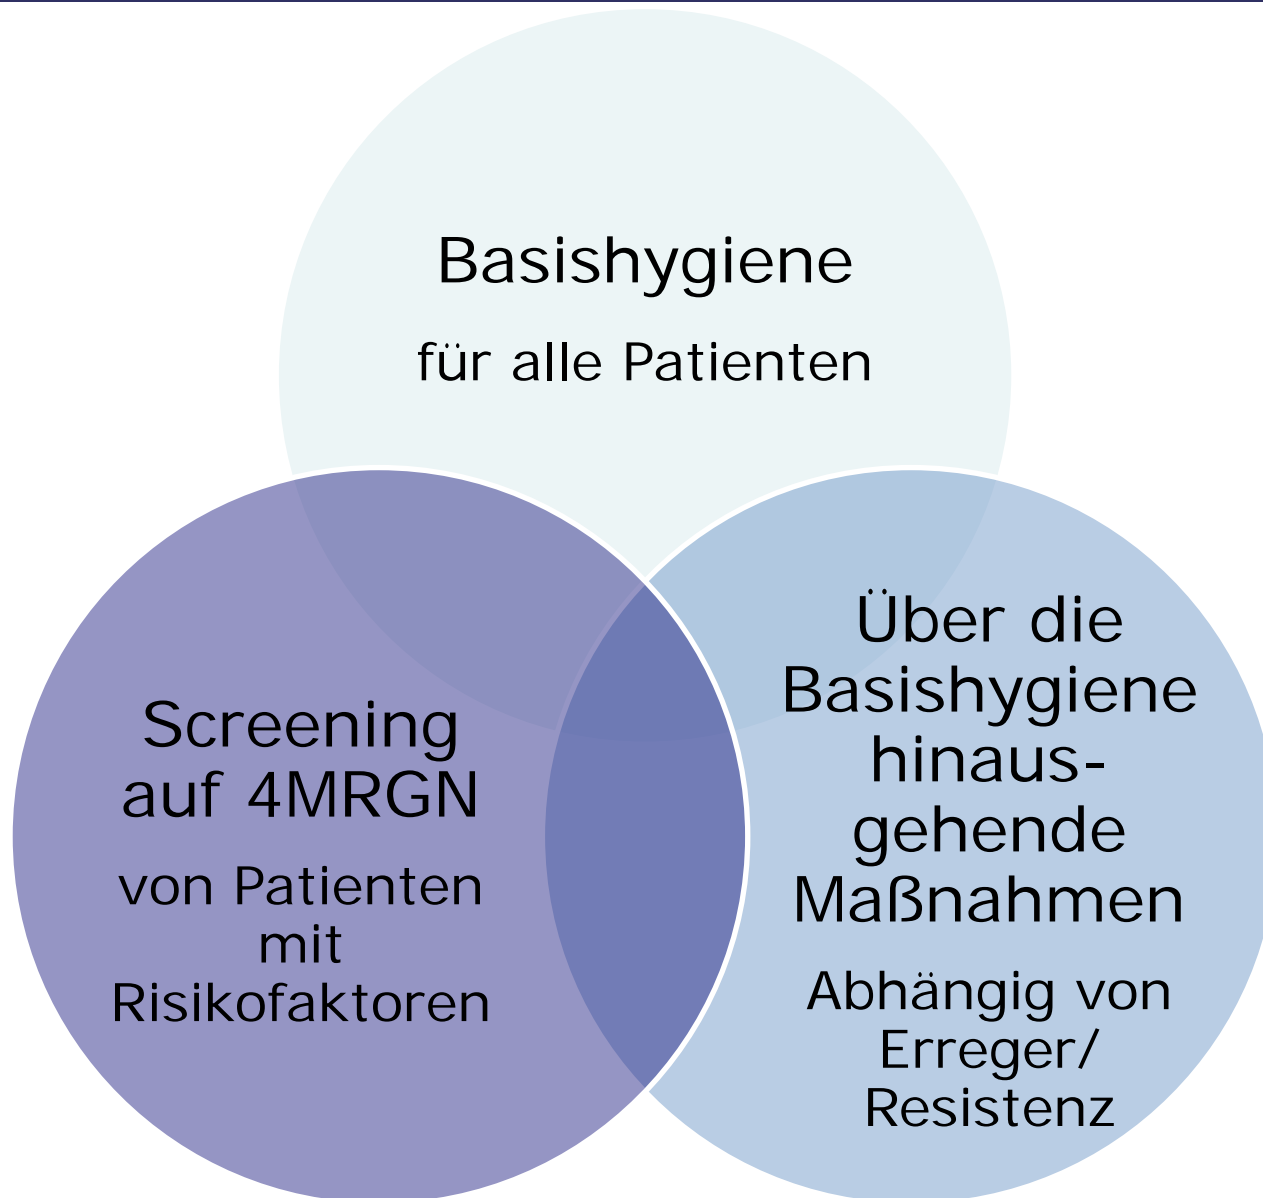 Basishygiene
für alle Patienten
Screening
auf 4MRGN
von Patienten
mit
Risikofaktoren
Über die
Basishygiene
hinaus-
gehende
Maßnahmen
Abhängig von
Erreger/
Resistenz